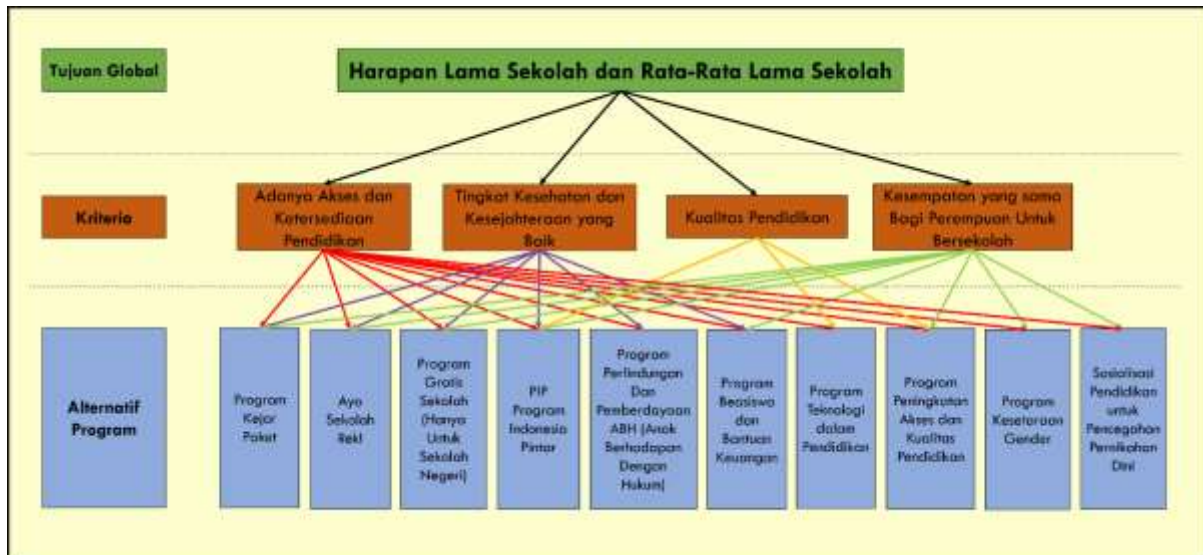 Tujuan Global
Harapan Lama Sekolah dan Rata-Rata Lama Sekolah
Kriteria
Adanya Akses dan
Ketersediaan
Pendidikan
Tingkat Kesehatan dan
Kesejahteraan yang
Baik
Kualitas Pendidikan
Kesempatan yang sama
Bagi Perempuan Untuk
Bersekolah
Alternatif
Program
Program
Kejar
Paket
Ayo
Sekolah
Rek!
Program
Gratis
Sekolah
(Hanya
Untuk
Sekolah
Negeri)
PIP
Program
Indonesia
Pintar
Program
Perlindungan
Dan
Pemberdayaan
ABH (Anak
Berhadapan
Dengan
Hukum)
Program
Beasiswa
dan
Bantuan
Keuangan
Program
Teknologi
dalam
Pendidikan
Program
Peningkatan
Akses dan
Kualitas
Pendidikan
Program
Kesetaraan
Gender
Sosialisasi
Pendidikan
untuk
Pencegahan
Pernikahan
Dini